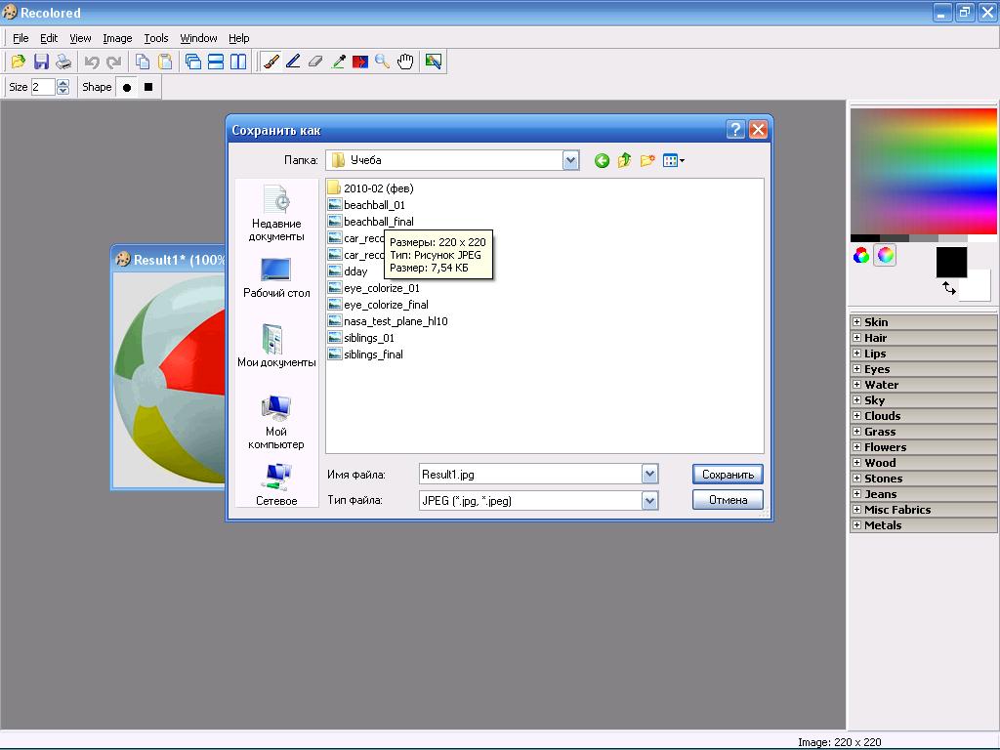 Recolored
File Edit View Image Tools Window Help
Size 2 Shape
Result1* (100%
Сохранить как
Папка: Учеба
Недавние документы
Рабочий стол
Мои документы
Мой компьютер
Сетевое
2010-02 (фев)
beachball_01
beachball_final
car_reco
car_reco
dday
eye_colorize_01
eye_colorize_final
nasa_test_plane_hl10
siblings_01
siblings_final
Размеры: 220 x 220
Тип: Рисунок JPEG
Размер: 7,54 КБ
Имя файла: Result1.jpg Сохранить
Тип файла: JPEG (*.jpg, *.jpeg) Отмена
Skin
Hair
Lips
Eyes
Water
Sky
Clouds
Grass
Flowers
Wood
Stones
Jeans
Misc Fabrics
Metals
Image: 220 x 220